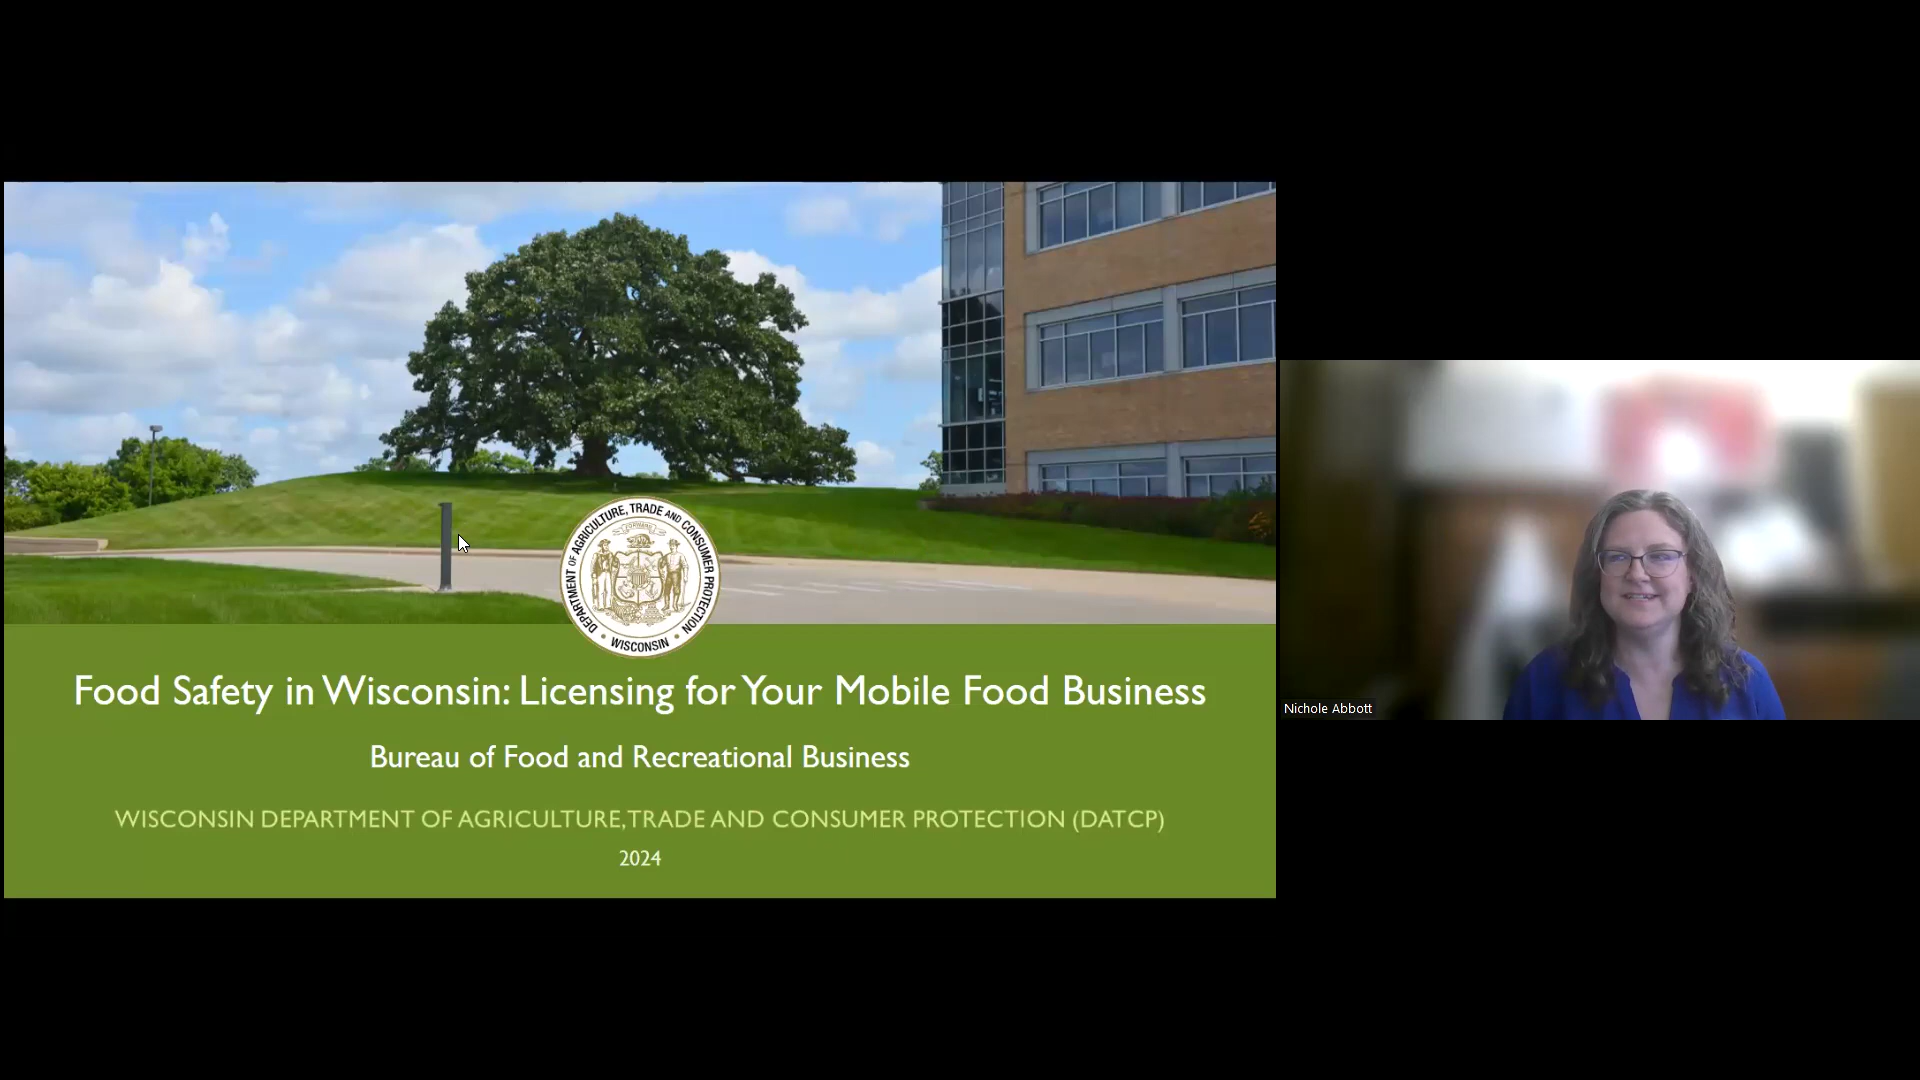 DEPARTMENT OF AGRICULTURE, TRADE AND CONSUMER PROTECTION
FORWARD
• WISCONSIN •
Food Safety in Wisconsin: Licensing for Your Mobile Food Business
Bureau of Food and Recreational Business
WISCONSIN DEPARTMENT OF AGRICULTURE, TRADE AND CONSUMER PROTECTION (DATCP)
2024
Nichole Abbott